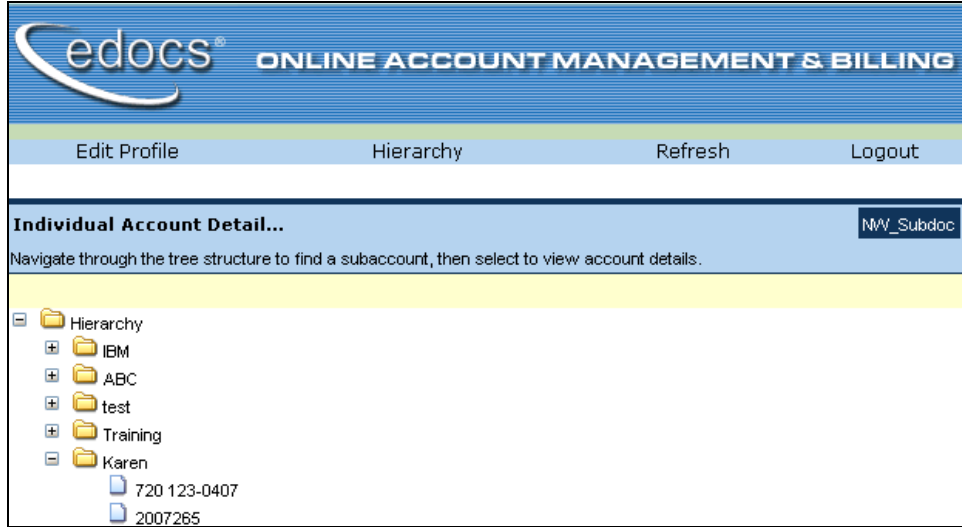 edocs® ONLINE ACCOUNT MANAGEMENT & BILLING
Edit Profile Hierarchy Refresh Logout
Individual Account Detail... NW_Subdoc
Navigate through the tree structure to find a subaccount, then select to view account details.
Hierarchy
IBM
ABC
test
Training
Karen
720 123-0407
2007265